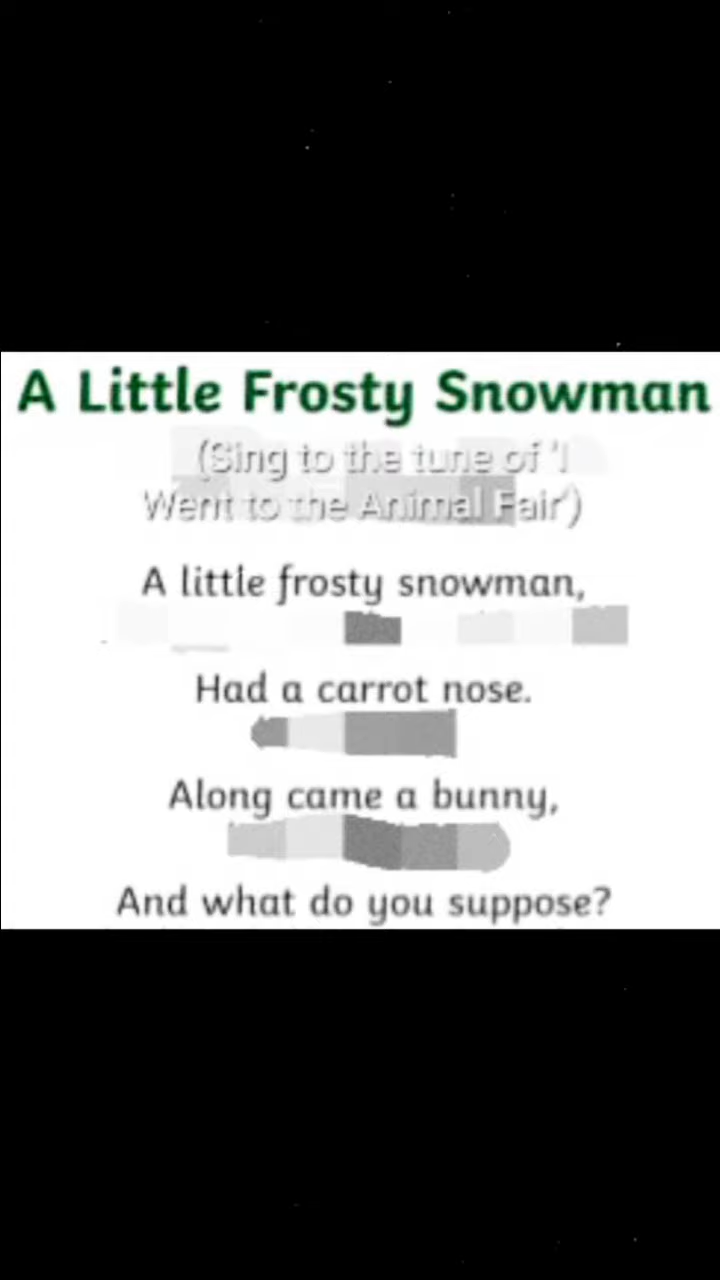 A Little Frosty Snowman
(Sing to the tune of 'I
Went to the Animal Fair')
A little frosty snowman,
Had a carrot nose.
Along came a bunny,
And what do you suppose?